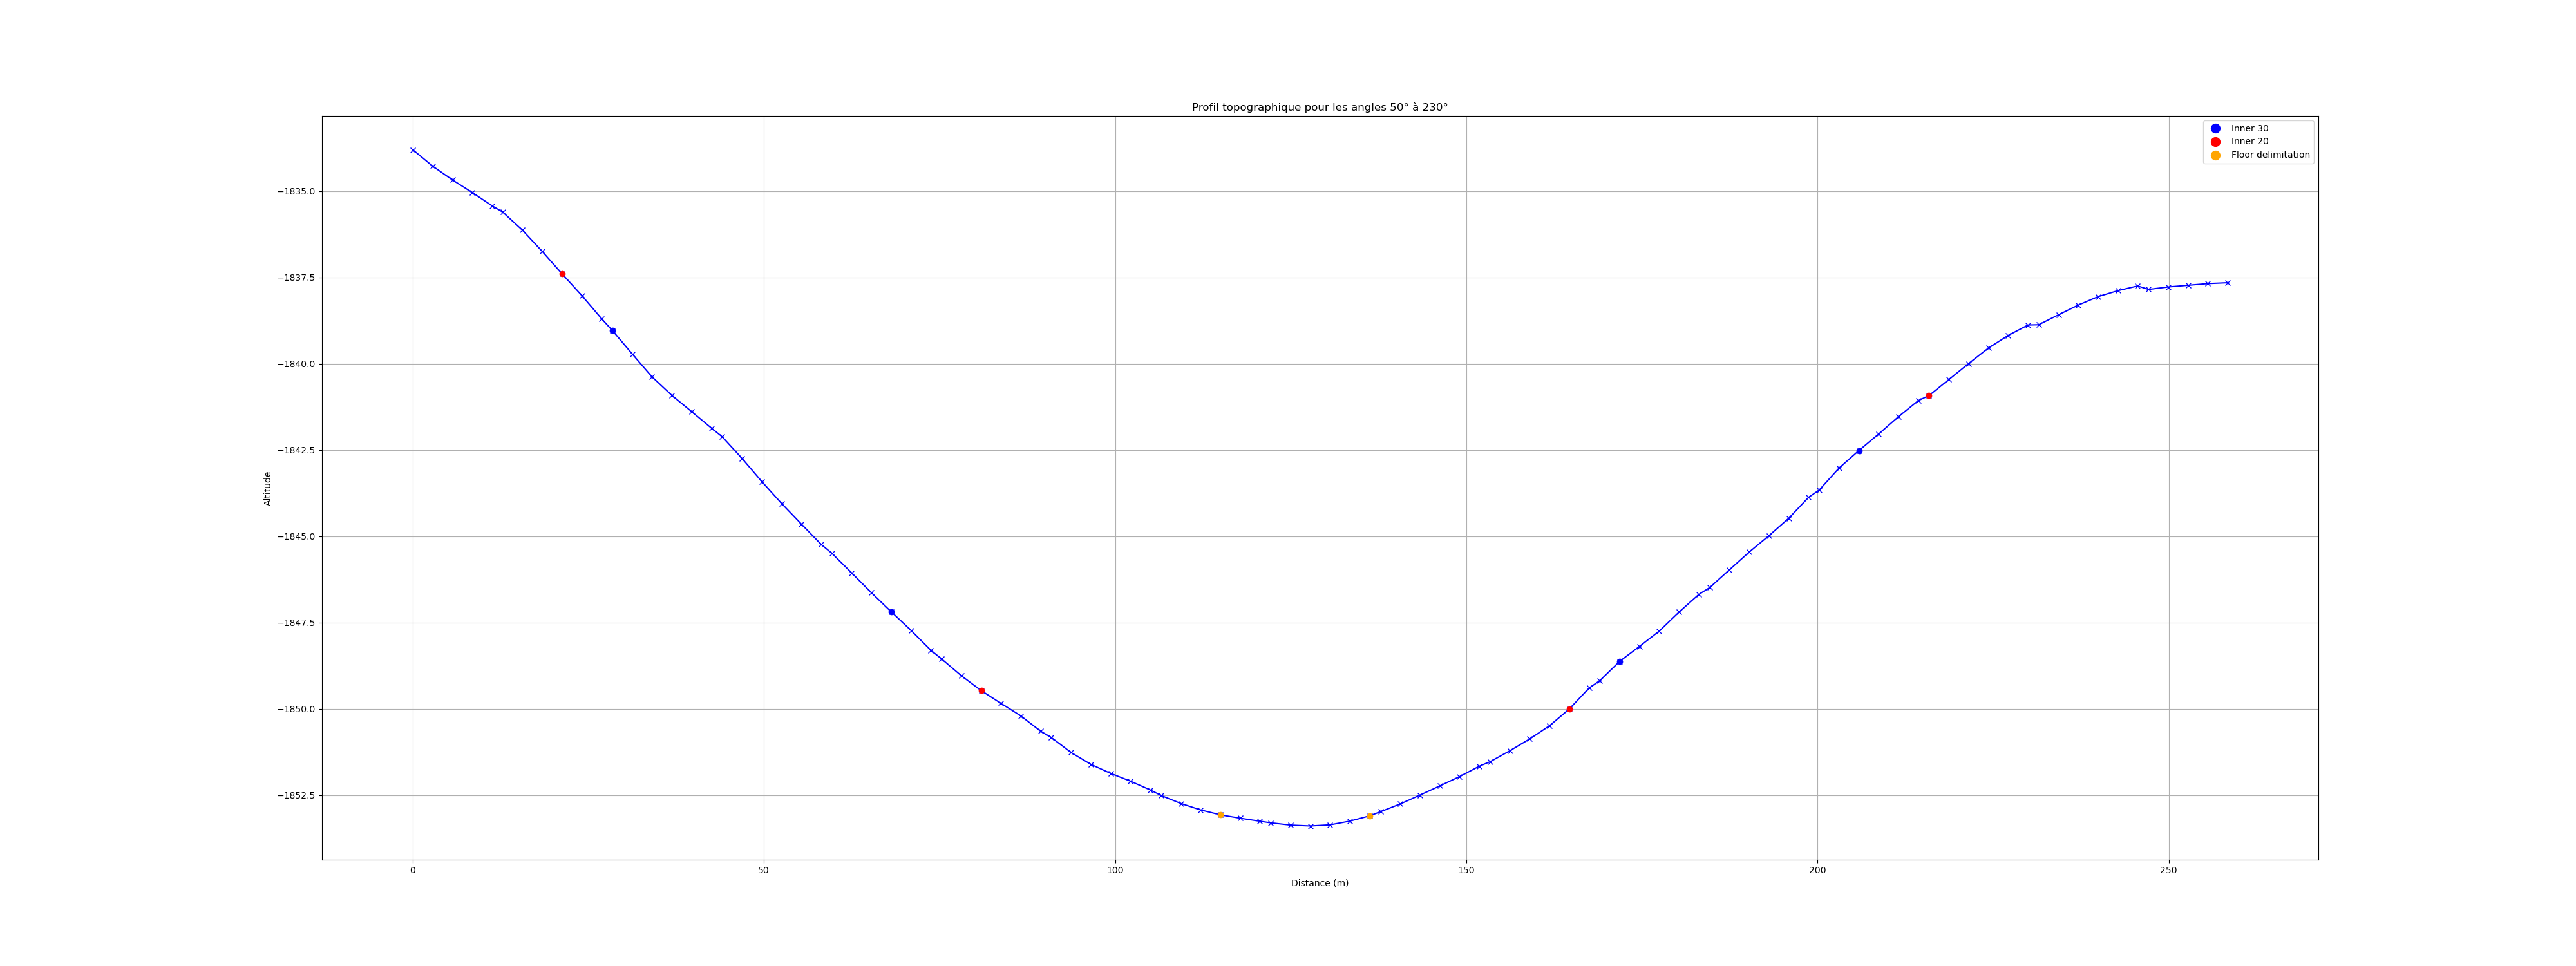 Profil topographique pour les angles 50° à 230°
Inner 30
Inner 20
Floor delimitation
−1835.0
−1837.5
−1840.0
−1842.5
−1845.0
−1847.5
−1850.0
−1852.5
Altitude
0 50 100 150 200 250
Distance (m)